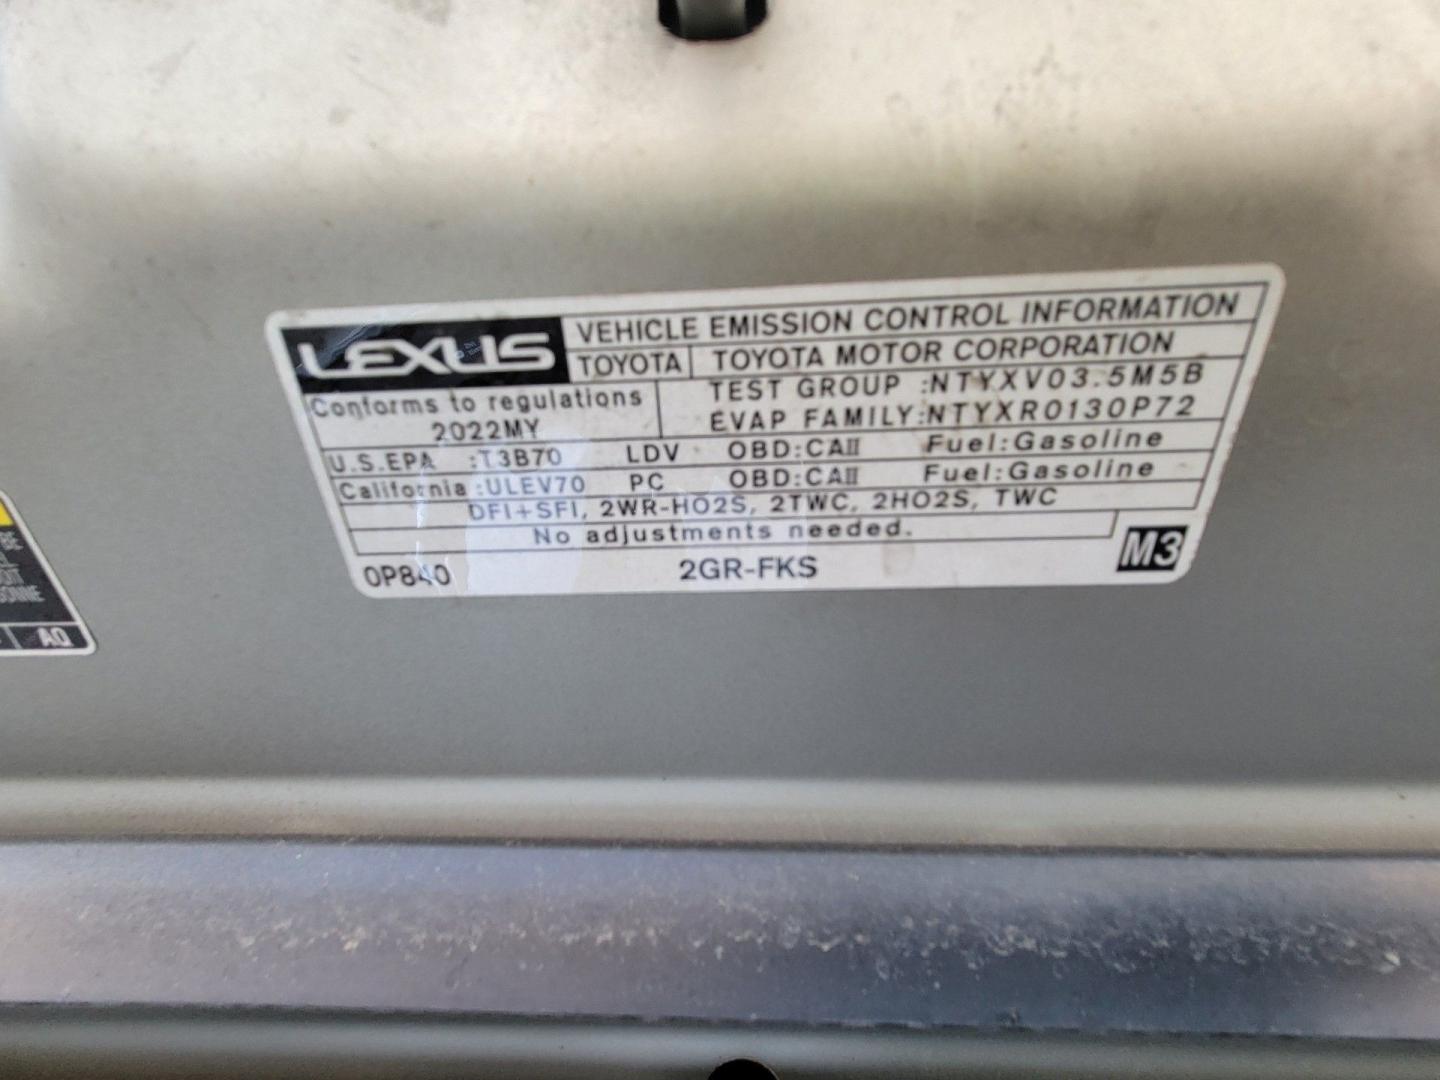 LEXUS VEHICLE EMISSION CONTROL INFORMATION
TOYOTA TOYOTA MOTOR CORPORATION
Conforms to regulations
2022MY
TEST GROUP :NTYXV03.5M5B
EVAP FAMILY:NTYXR0130P72
U.S.EPA :T3B70 LDV OBD:CAII Fuel:Gasoline
California :ULEV70 PC OBD:CAII Fuel:Gasoline
DFI+SFI, 2WR-HO2S, 2TWC, 2HO2S, TWC
No adjustments needed.
0P840 2GR-FKS M3
AQ